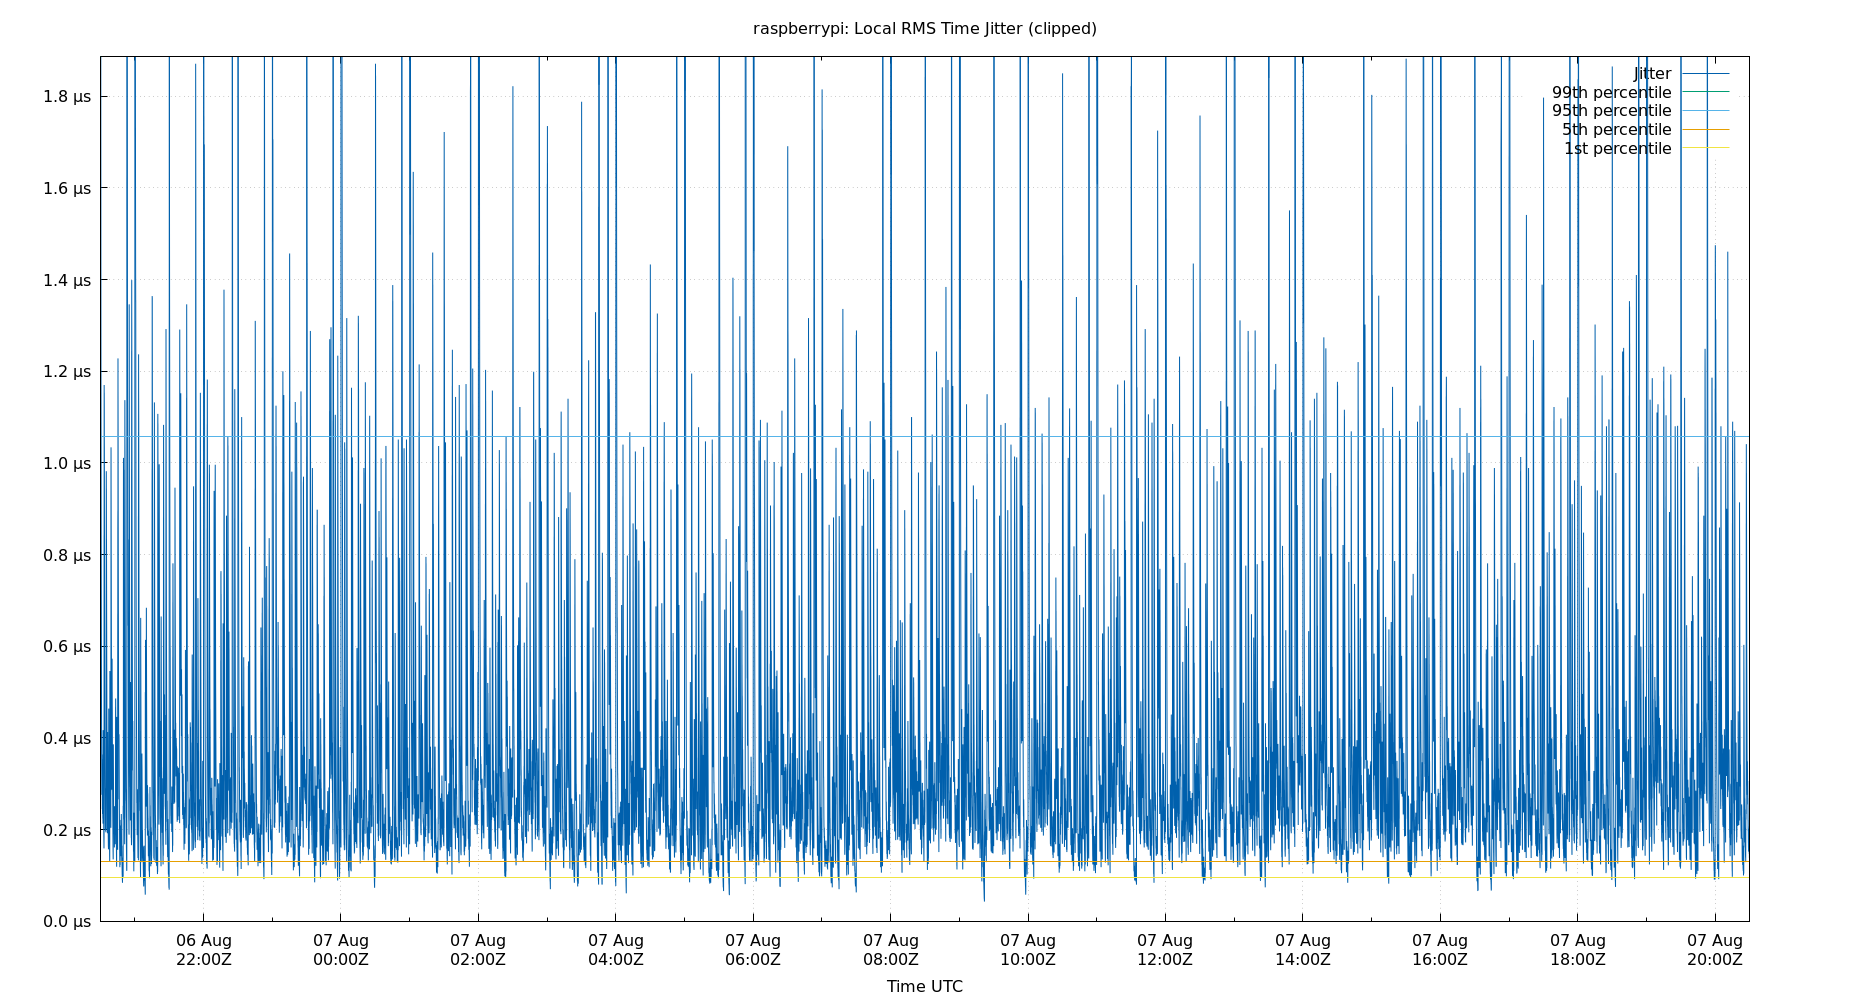 raspberrypi: Local RMS Time Jitter (clipped)
Jitter
99th percentile
95th percentile
5th percentile
1st percentile
1.8 µs
1.6 µs
1.4 µs
1.2 µs
1.0 µs
0.8 µs
0.6 µs
0.4 µs
0.2 µs
0.0 µs
06 Aug 07 Aug 07 Aug 07 Aug 07 Aug 07 Aug 07 Aug 07 Aug 07 Aug 07 Aug 07 Aug 07 Aug
22:00Z 00:00Z 02:00Z 04:00Z 06:00Z 08:00Z 10:00Z 12:00Z 14:00Z 16:00Z 18:00Z 20:00Z
Time UTC